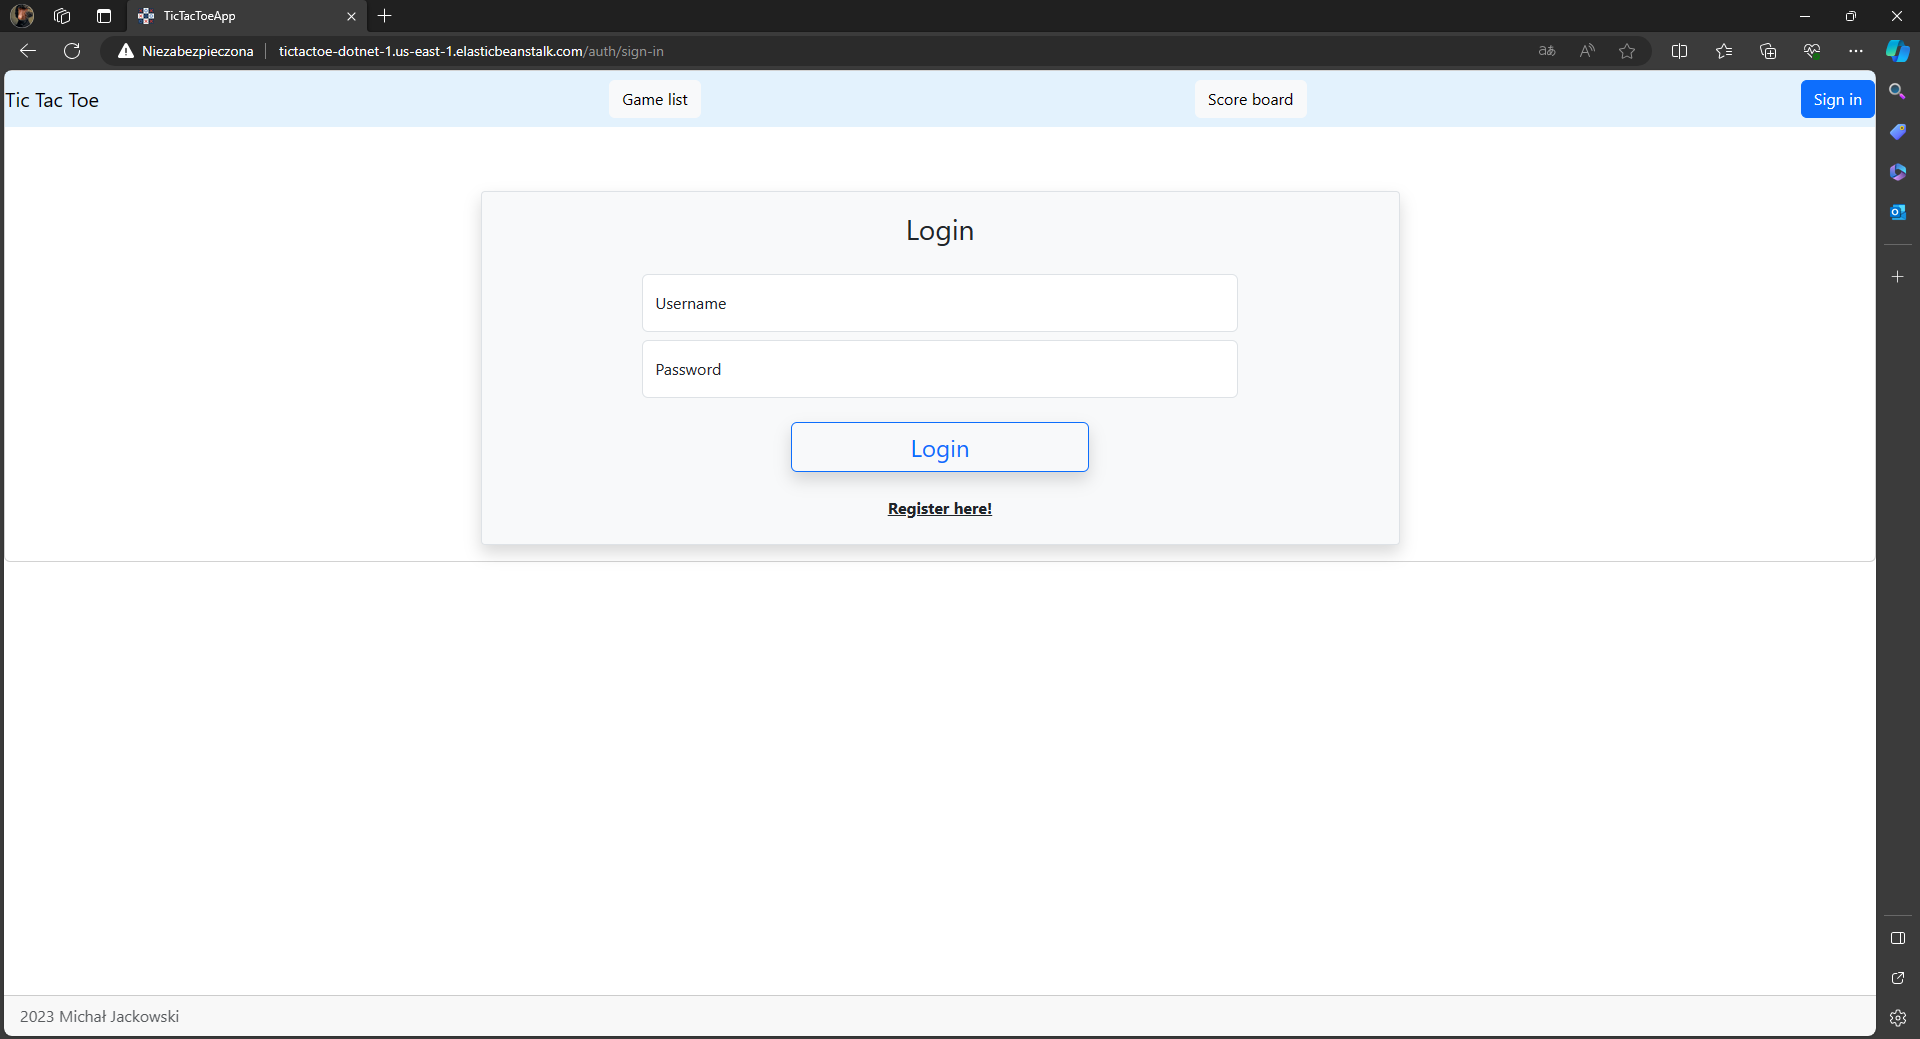 TicTacToeApp
Niezabezpieczona tictactoe-dotnet-1.us-east-1.elasticbeanstalk.com/auth/sign-in
Tic Tac Toe Game list Score board Sign in
Login
Username
Password
Login
Register here!
2023 Michał Jackowski